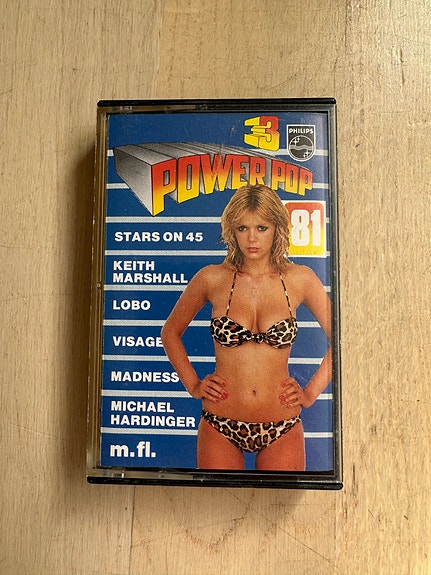 3
PHILIPS
POWER POP
81
STARS ON 45
KEITH
MARSHALL
LOBO
VISAGE
MADNESS
MICHAEL
HARDINGER
m.fl.